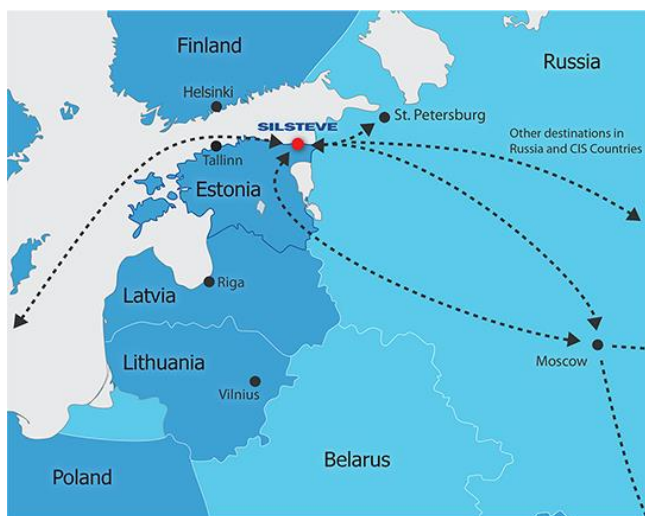 Finland
Russia
Helsinki
SILSTEVE
St. Petersburg
Other destinations in
Russia and CIS Countries
Tallinn
Estonia
Latvia
Riga
Lithuania
Moscow
Vilnius
Belarus
Poland